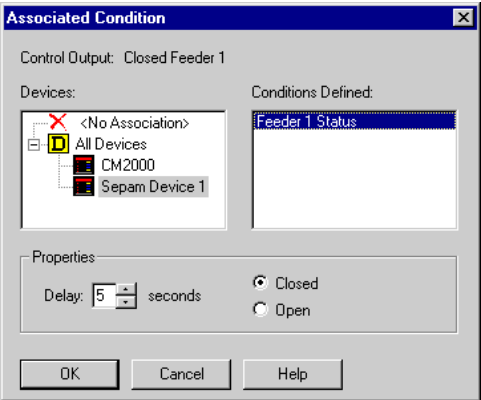 Associated Condition
Control Output: Closed Feeder 1
Devices:
<No Association>
D All Devices
CM2000
Sepam Device 1
Conditions Defined:
Feeder 1 Status
Properties
Delay: 5 seconds
Closed
Open
OK Cancel Help